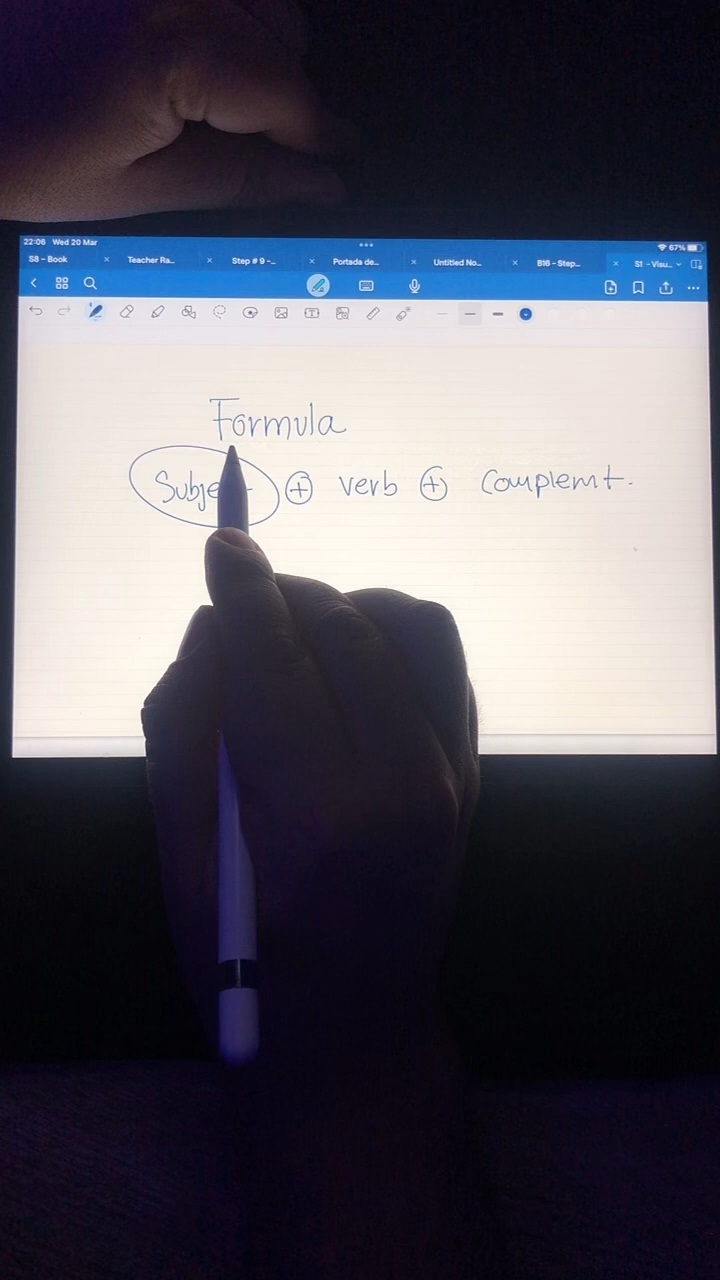 22:06 Wed 20 Mar
67%
S8 - Book
Teacher Ra...
Step # 9 -...
Portada de...
Untitled No...
B16 - Step...
S1 - Visu...
Formula
⊕ verb ⊕ complemt.